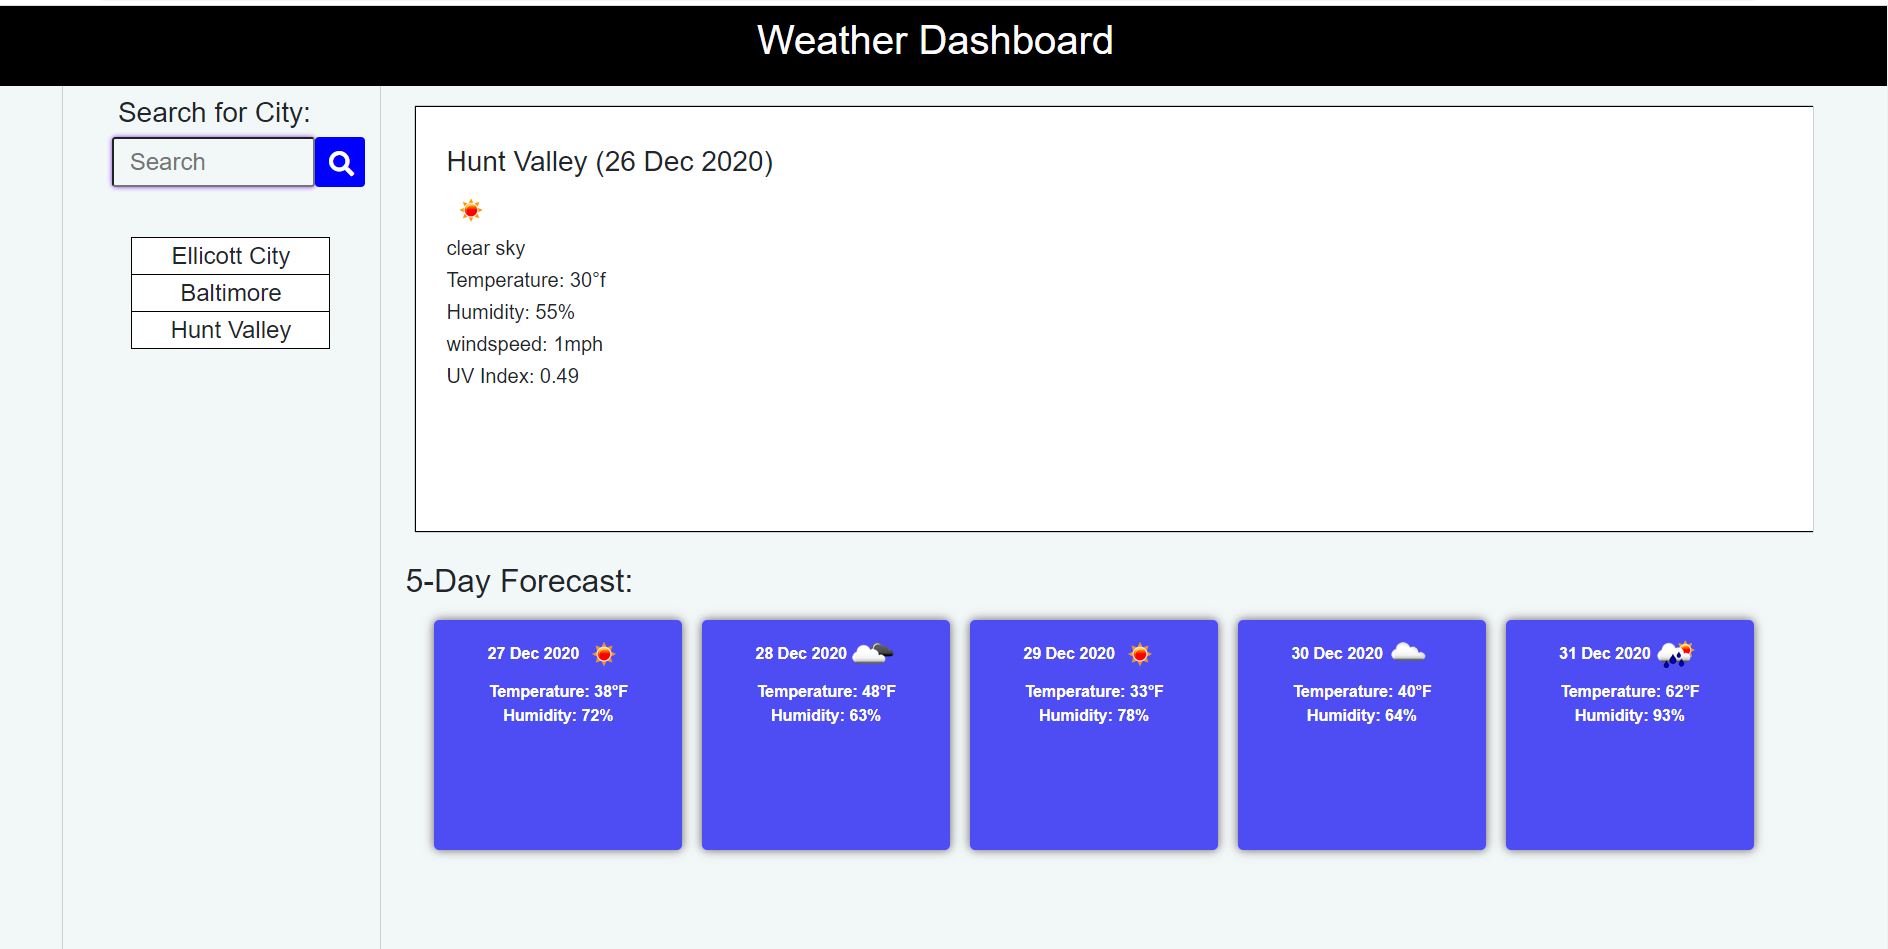 Weather Dashboard
Search for City:
Search
Ellicott City
Baltimore
Hunt Valley
Hunt Valley (26 Dec 2020)
clear sky
Temperature: 30°f
Humidity: 55%
windspeed: 1mph
UV Index: 0.49
5-Day Forecast:
27 Dec 2020
Temperature: 38°F
Humidity: 72%
28 Dec 2020
Temperature: 48°F
Humidity: 63%
29 Dec 2020
Temperature: 33°F
Humidity: 78%
30 Dec 2020
Temperature: 40°F
Humidity: 64%
31 Dec 2020
Temperature: 62°F
Humidity: 93%